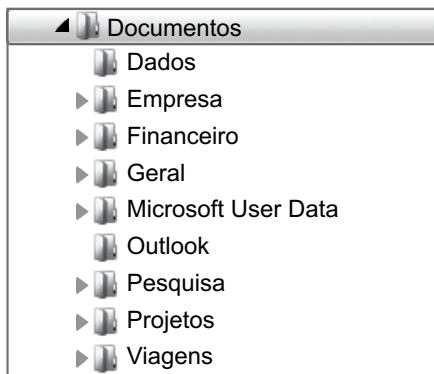 Documentos
Dados
Empresa
Financeiro
Geral
Microsoft User Data
Outlook
Pesquisa
Projetos
Viagens